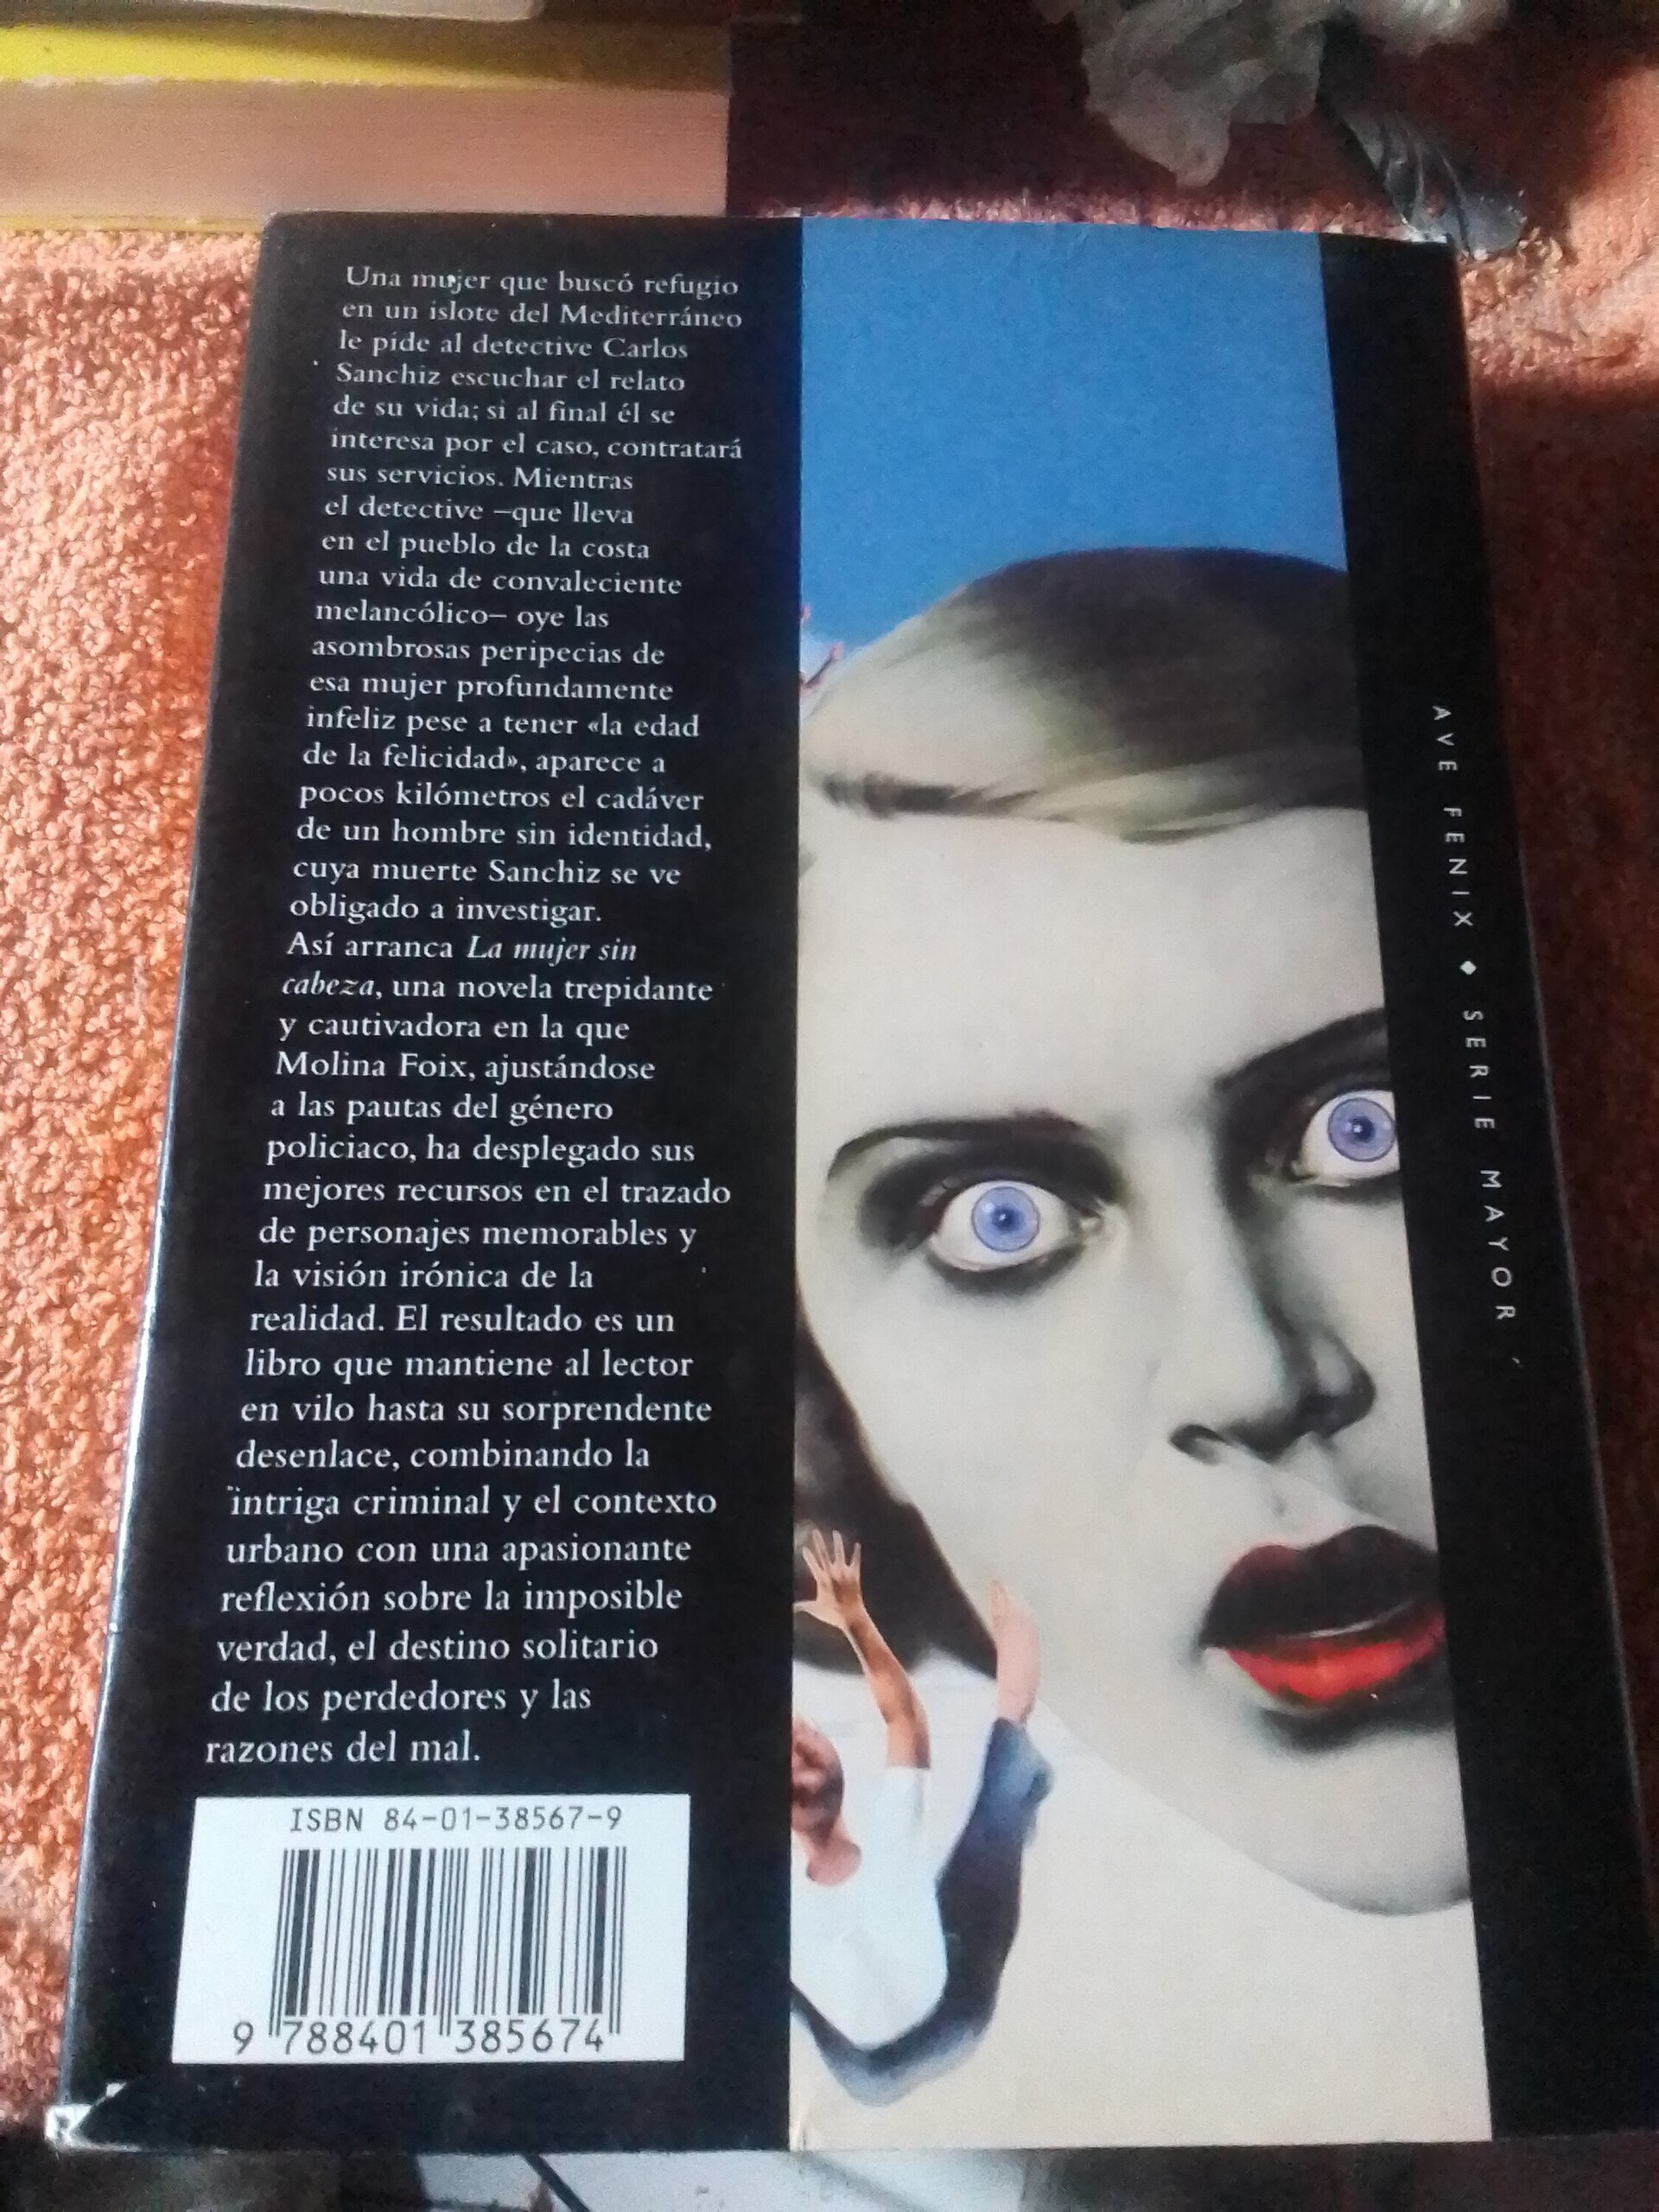 Una mujer que buscó refugio
en un islote del Mediterráneo
le pide al detective Carlos
Sanchiz escuchar el relato
de su vida; si al final él se
interesa por el caso, contratará
sus servicios. Mientras
el detective –que lleva
en el pueblo de la costa
una vida de convaleciente
melancólico– oye las
asombrosas peripecias de
esa mujer profundamente
infeliz pese a tener «la edad
de la felicidad», aparece a
pocos kilómetros el cadáver
de un hombre sin identidad,
cuya muerte Sanchiz se ve
obligado a investigar.
Así arranca La mujer sin
cabeza, una novela trepidante
y cautivadora en la que
Molina Foix, ajustándose
a las pautas del género
policiaco, ha desplegado sus
mejores recursos en el trazado
de personajes memorables y
la visión irónica de la
realidad. El resultado es un
libro que mantiene al lector
en vilo hasta su sorprendente
desenlace, combinando la
intriga criminal y el contexto
urbano con una apasionante
reflexión sobre la imposible
verdad, el destino solitario
de los perdedores y las
razones del mal.
ISBN 84-01-38567-9
9 788401 385674
AVE FENIX ◆ SERIE MAYOR